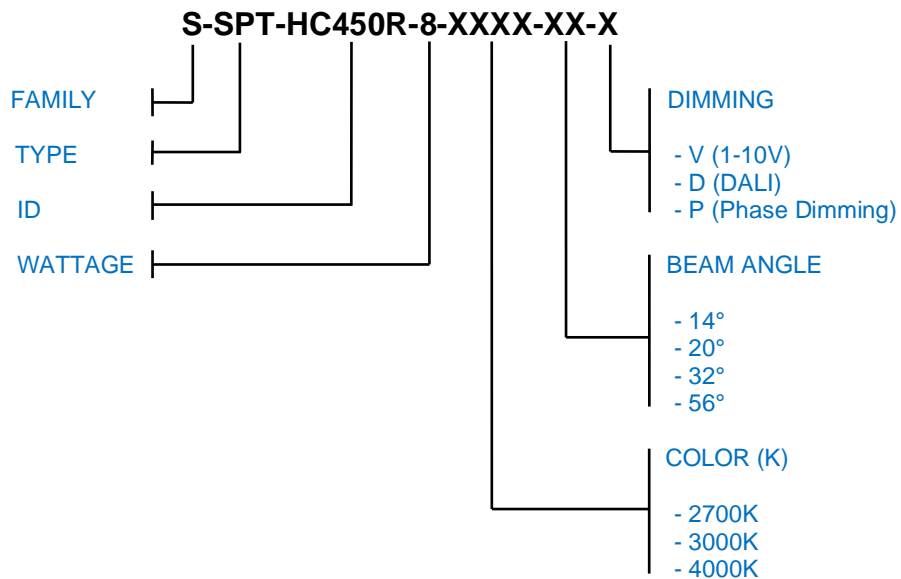 S-SPT-HC450R-8-XXXX-XX-X
FAMILY
TYPE
ID
WATTAGE
DIMMING
- V (1-10V)
- D (DALI)
- P (Phase Dimming)
BEAM ANGLE
- 14°
- 20°
- 32°
- 56°
COLOR (K)
- 2700K
- 3000K
- 4000K